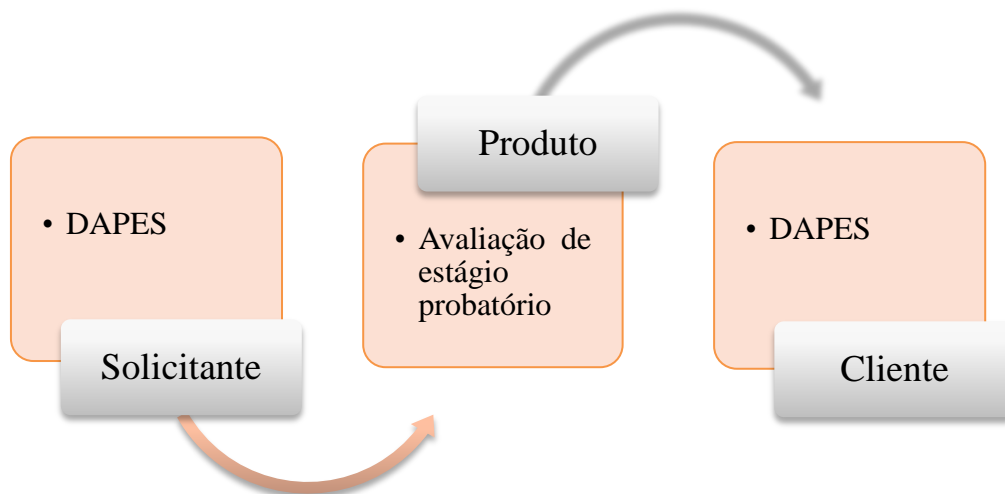 • DAPES
Solicitante
Produto
• Avaliação de
estágio
probatório
• DAPES
Cliente